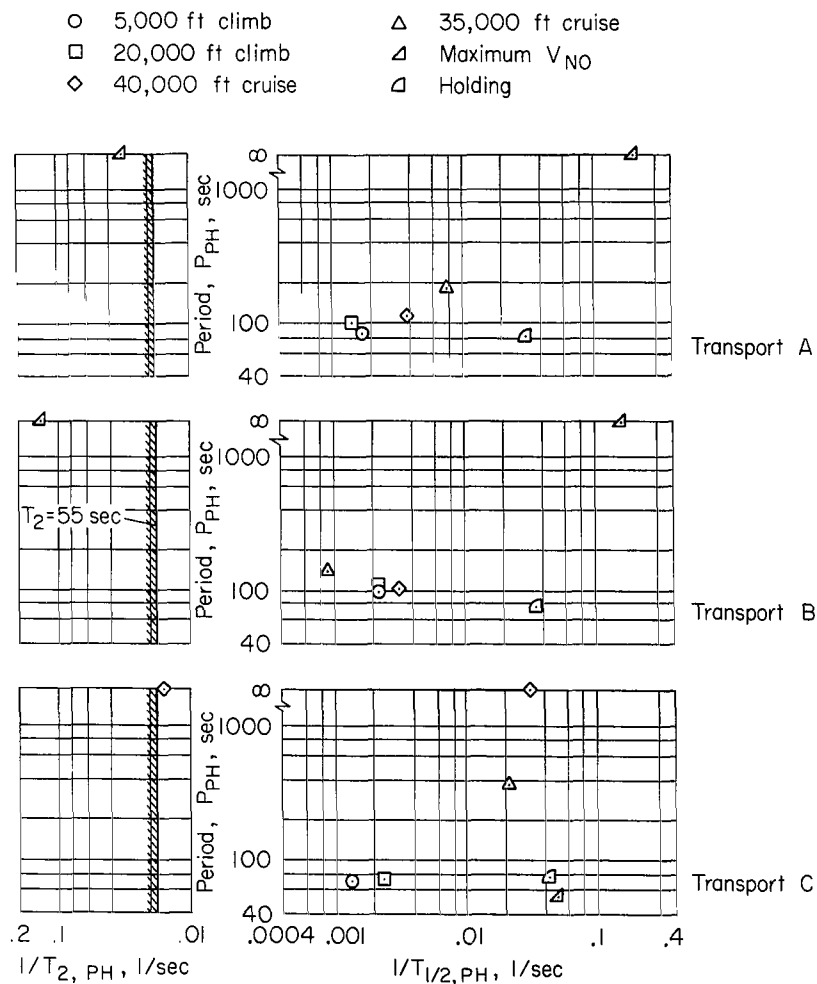 5,000 ft climb
20,000 ft climb
40,000 ft cruise
35,000 ft cruise
Maximum V_NO
Holding
∞
1000
100
40
Period, P_PH, sec
Transport A
∞
1000
100
40
Period, P_PH, sec
T_2=55 sec
Transport B
∞
1000
100
40
Period, P_PH, sec
Transport C
.2 .1 .01
1/T_2, PH, 1/sec
.0004 .001 .01 .1 .4
1/T_1/2, PH, 1/sec